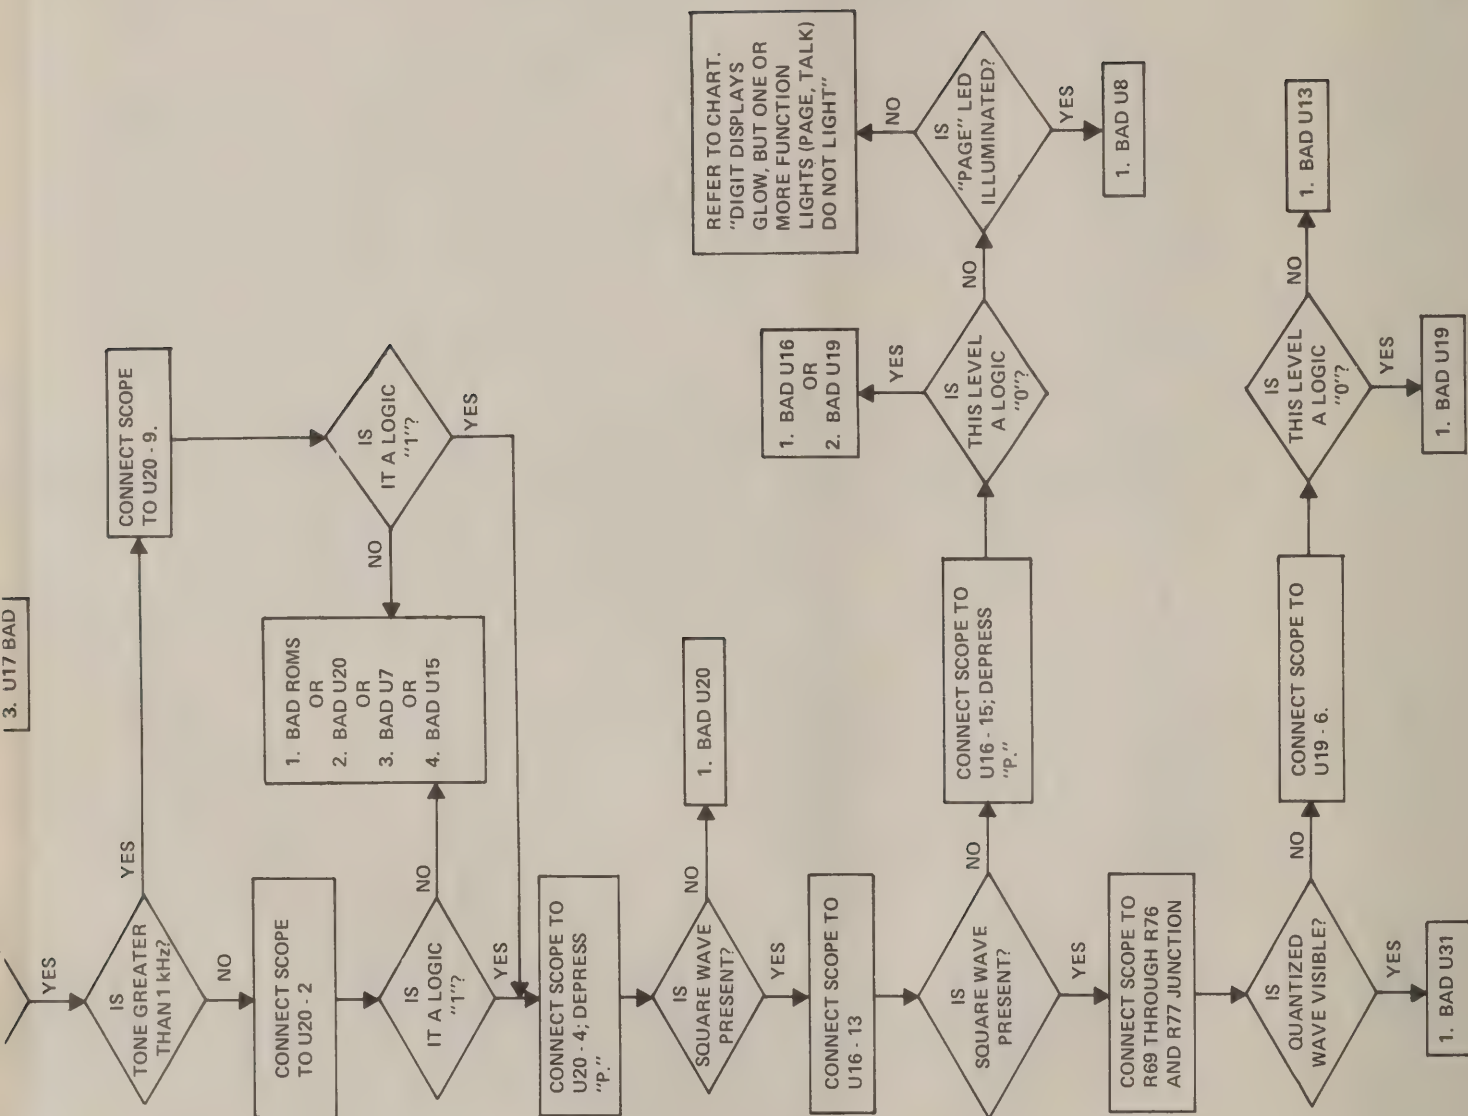 3. U17 BAD
YES
IS
TONE GREATER
THAN 1 kHz?
YES
CONNECT SCOPE
TO U20 - 9.
NO
CONNECT SCOPE
TO U20 - 2
IS
IT A LOGIC
"1"?
YES
NO
1. BAD ROMS
OR
2. BAD U20
OR
3. BAD U7
OR
4. BAD U15
IS
IT A LOGIC
"1"?
NO
YES
CONNECT SCOPE TO
U20 - 4; DEPRESS
"P."
IS
SQUARE WAVE
PRESENT?
NO
1. BAD U20
YES
CONNECT SCOPE TO
U16 - 13
IS
SQUARE WAVE
PRESENT?
NO
CONNECT SCOPE TO
U16 - 15; DEPRESS
"P."
IS
THIS LEVEL
A LOGIC
"0"?
YES
1. BAD U16
OR
2. BAD U19
NO
IS
"PAGE" LED
ILLUMINATED?
NO
REFER TO CHART.
"DIGIT DISPLAYS
GLOW, BUT ONE OR
MORE FUNCTION
LIGHTS (PAGE, TALK)
DO NOT LIGHT"
YES
1. BAD U8
YES
CONNECT SCOPE TO
R69 THROUGH R76
AND R77 JUNCTION
IS
QUANTIZED
WAVE VISIBLE?
NO
CONNECT SCOPE TO
U19 - 6.
IS
THIS LEVEL
A LOGIC
"0"?
NO
1. BAD U13
YES
1. BAD U19
YES
1. BAD U31